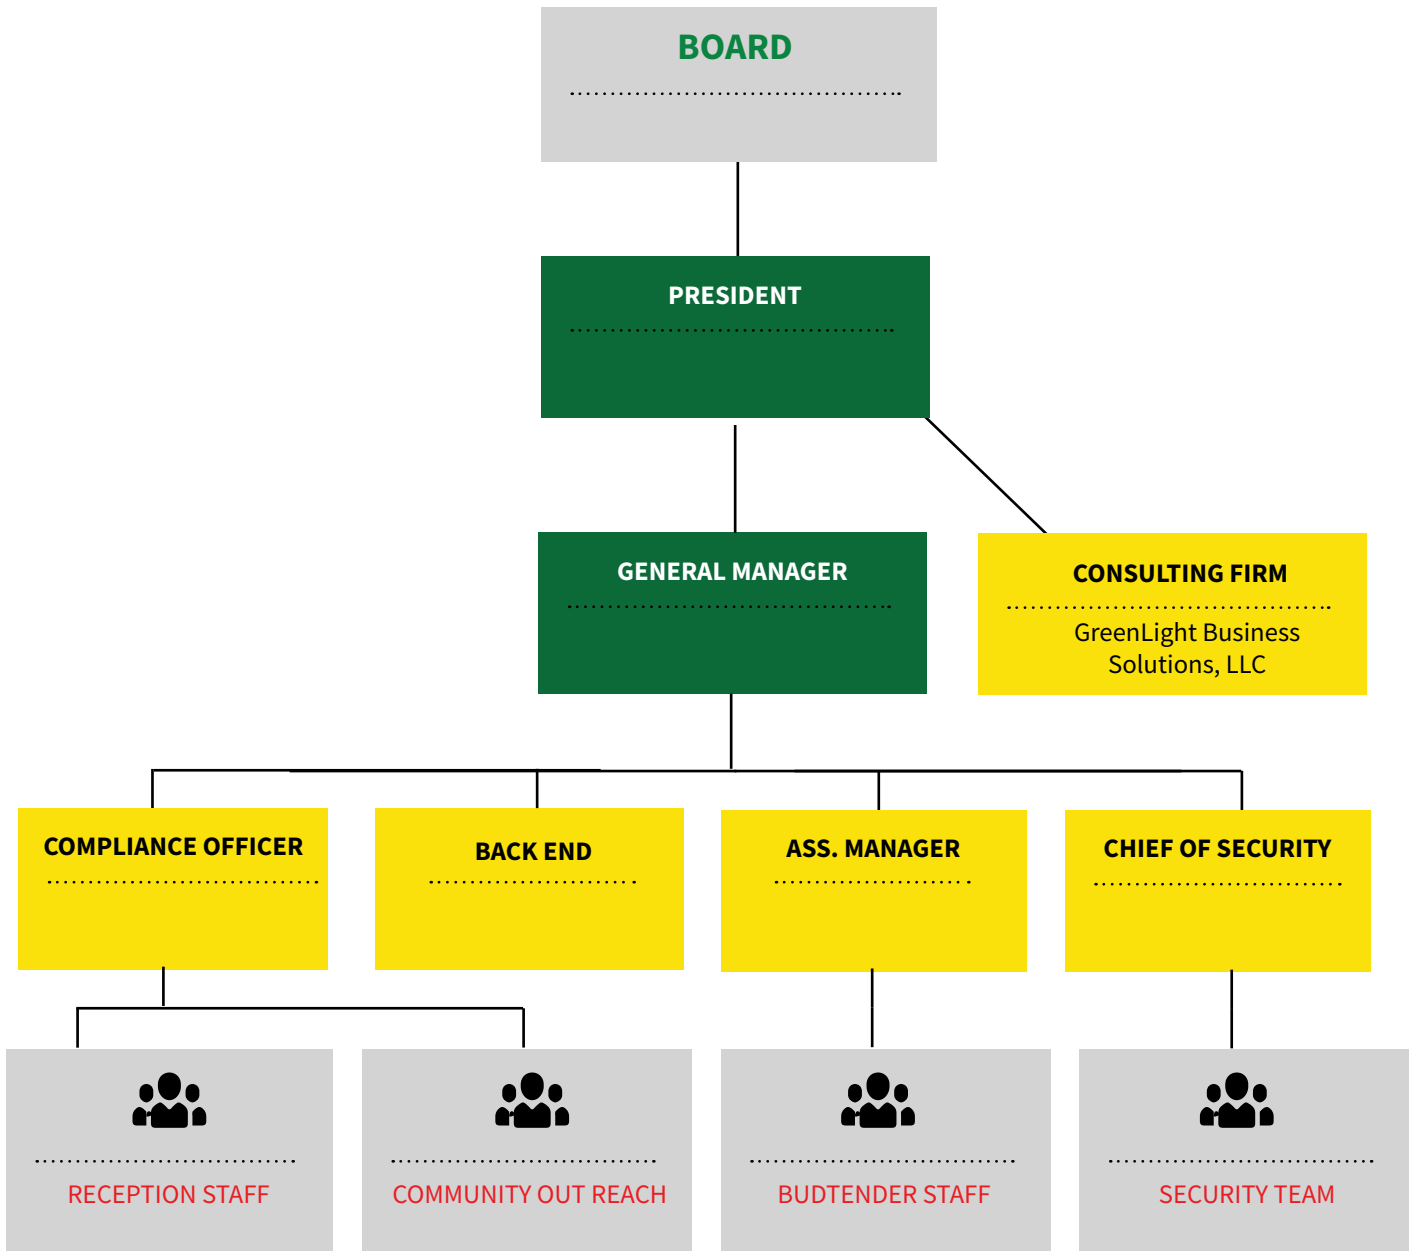 BOARD
PRESIDENT
GENERAL MANAGER
CONSULTING FIRM
GreenLight Business
Solutions, LLC
COMPLIANCE OFFICER
BACK END
ASS. MANAGER
CHIEF OF SECURITY
RECEPTION STAFF
COMMUNITY OUT REACH
BUDTENDER STAFF
SECURITY TEAM